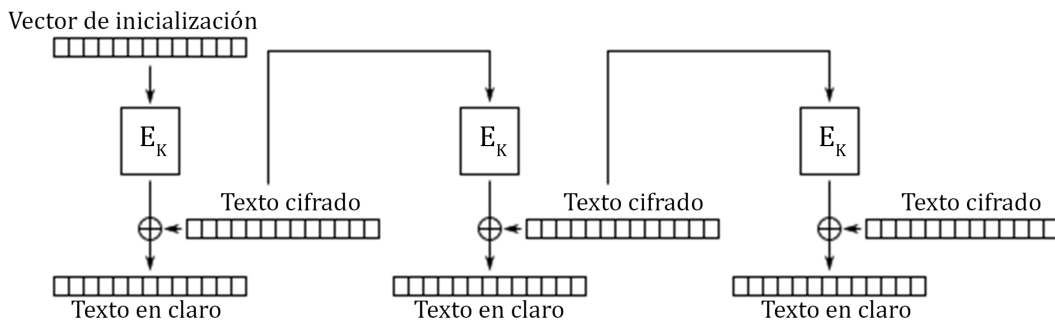 Vector de inicialización
E_K
E_K
E_K
Texto cifrado
Texto cifrado
Texto cifrado
Texto en claro
Texto en claro
Texto en claro